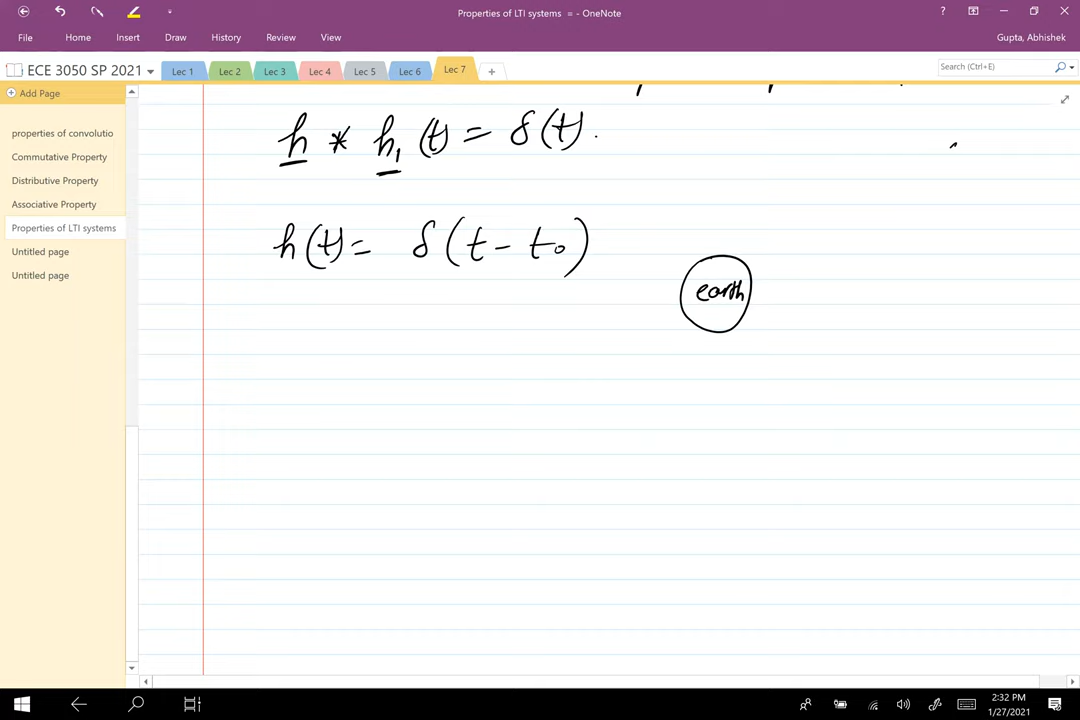 Properties of LTI systems = - OneNote
File Home Insert Draw History Review View
Gupta, Abhishek
ECE 3050 SP 2021
Lec 1 Lec 2 Lec 3 Lec 4 Lec 5 Lec 6 Lec 7
Search (Ctrl+E)
Add Page
properties of convolutio
Commutative Property
Distributive Property
Associative Property
Properties of LTI systems
Untitled page
Untitled page
h * h₁ (t) = δ(t).
h(t) = δ(t - t₀)
earth
2:32 PM
1/27/2021